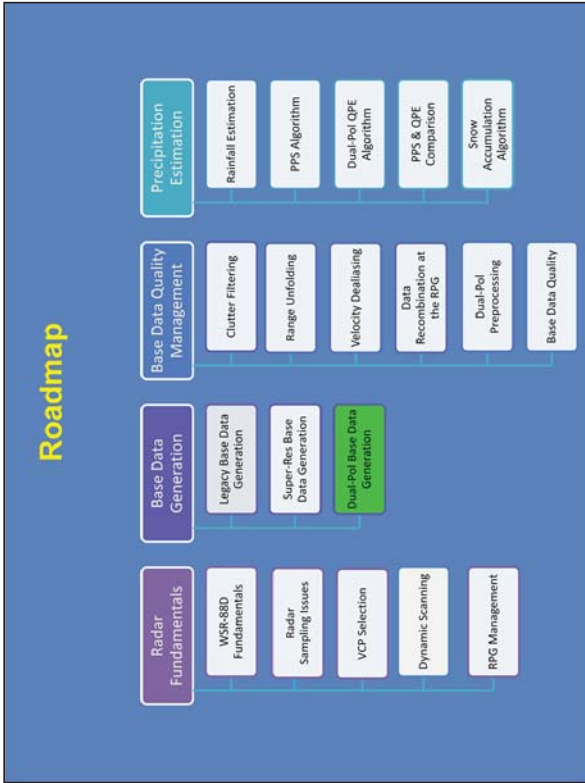 Roadmap
Radar
Fundamentals
WSR-88D
Fundamentals
Radar
Sampling Issues
VCP Selection
Dynamic Scanning
RPG Management
Base Data
Generation
Legacy Base Data
Generation
Super-Res Base
Data Generation
Dual-Pol Base Data
Generation
Base Data Quality
Management
Clutter Filtering
Range Unfolding
Velocity Dealiasing
Data
Recombination at
the RPG
Dual-Pol
Preprocessing
Base Data Quality
Precipitation
Estimation
Rainfall Estimation
PPS Algorithm
Dual-Pol QPE
Algorithm
PPS & QPE
Comparison
Snow
Accumulation
Algorithm